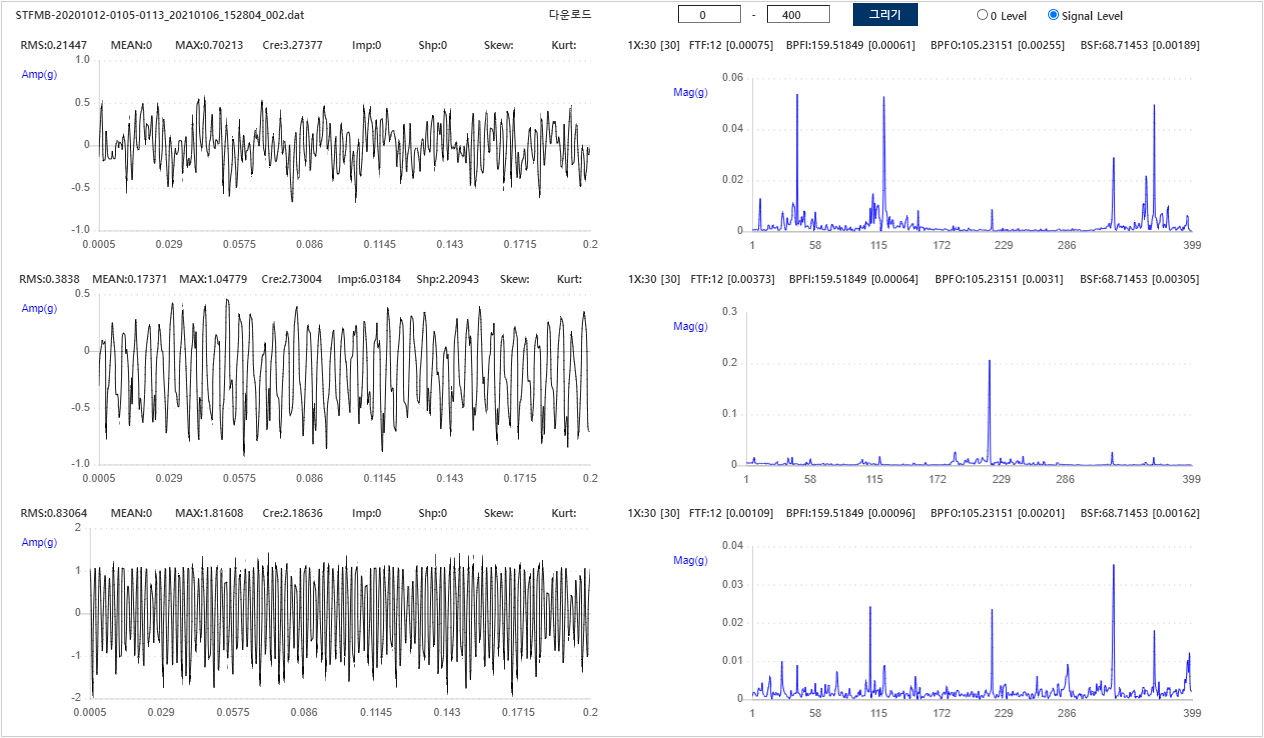 STFMB-20201012-0105-0113_20210106_152804_002.dat 다운로드 0 - 400 그리기 0 Level Signal Level
RMS:0.21447 MEAN:0 MAX:0.70213 Cre:3.27377 Imp:0 Shp:0 Skew: Kurt: 1X:30 [30] FTF:12 [0.00075] BPFI:159.51849 [0.00061] BPFO:105.23151 [0.00255] BSF:68.71453 [0.00189]
Amp(g)
1.0
0.5
0
-0.5
-1.0
0.0005 0.029 0.0575 0.086 0.1145 0.143 0.1715 0.2
Mag(g)
0.06
0.04
0.02
0
1 58 115 172 229 286 399
RMS:0.3838 MEAN:0.17371 MAX:1.04779 Cre:2.73004 Imp:6.03184 Shp:2.20943 Skew: Kurt: 1X:30 [30] FTF:12 [0.00373] BPFI:159.51849 [0.00064] BPFO:105.23151 [0.0031] BSF:68.71453 [0.00305]
Amp(g)
0.5
0
-0.5
-1.0
0.0005 0.029 0.0575 0.086 0.1145 0.143 0.1715 0.2
Mag(g)
0.3
0.2
0.1
0
1 58 115 172 229 286 399
RMS:0.83064 MEAN:0 MAX:1.81608 Cre:2.18636 Imp:0 Shp:0 Skew: Kurt: 1X:30 [30] FTF:12 [0.00109] BPFI:159.51849 [0.00096] BPFO:105.23151 [0.00201] BSF:68.71453 [0.00162]
Amp(g)
2
1
0
-1
-2
0.0005 0.029 0.0575 0.086 0.1145 0.143 0.1715 0.2
Mag(g)
0.04
0.03
0.02
0.01
0
1 58 115 172 229 286 399